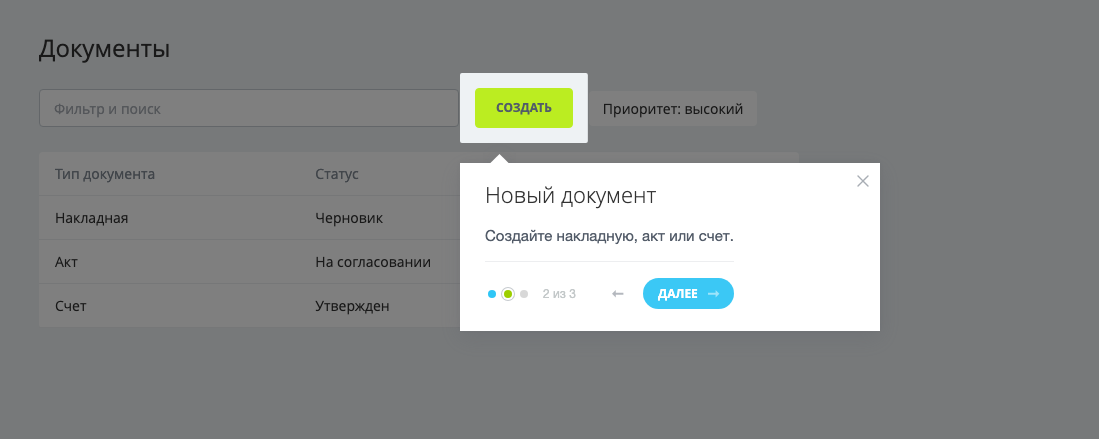 Документы
Фильтр и поиск
СОЗДАТЬ
Приоритет: высокий
Тип документа Статус
Накладная Черновик
Акт На согласовании
Счет Утвержден
Новый документ
Создайте накладную, акт или счет.
2 из 3
ДАЛЕЕ